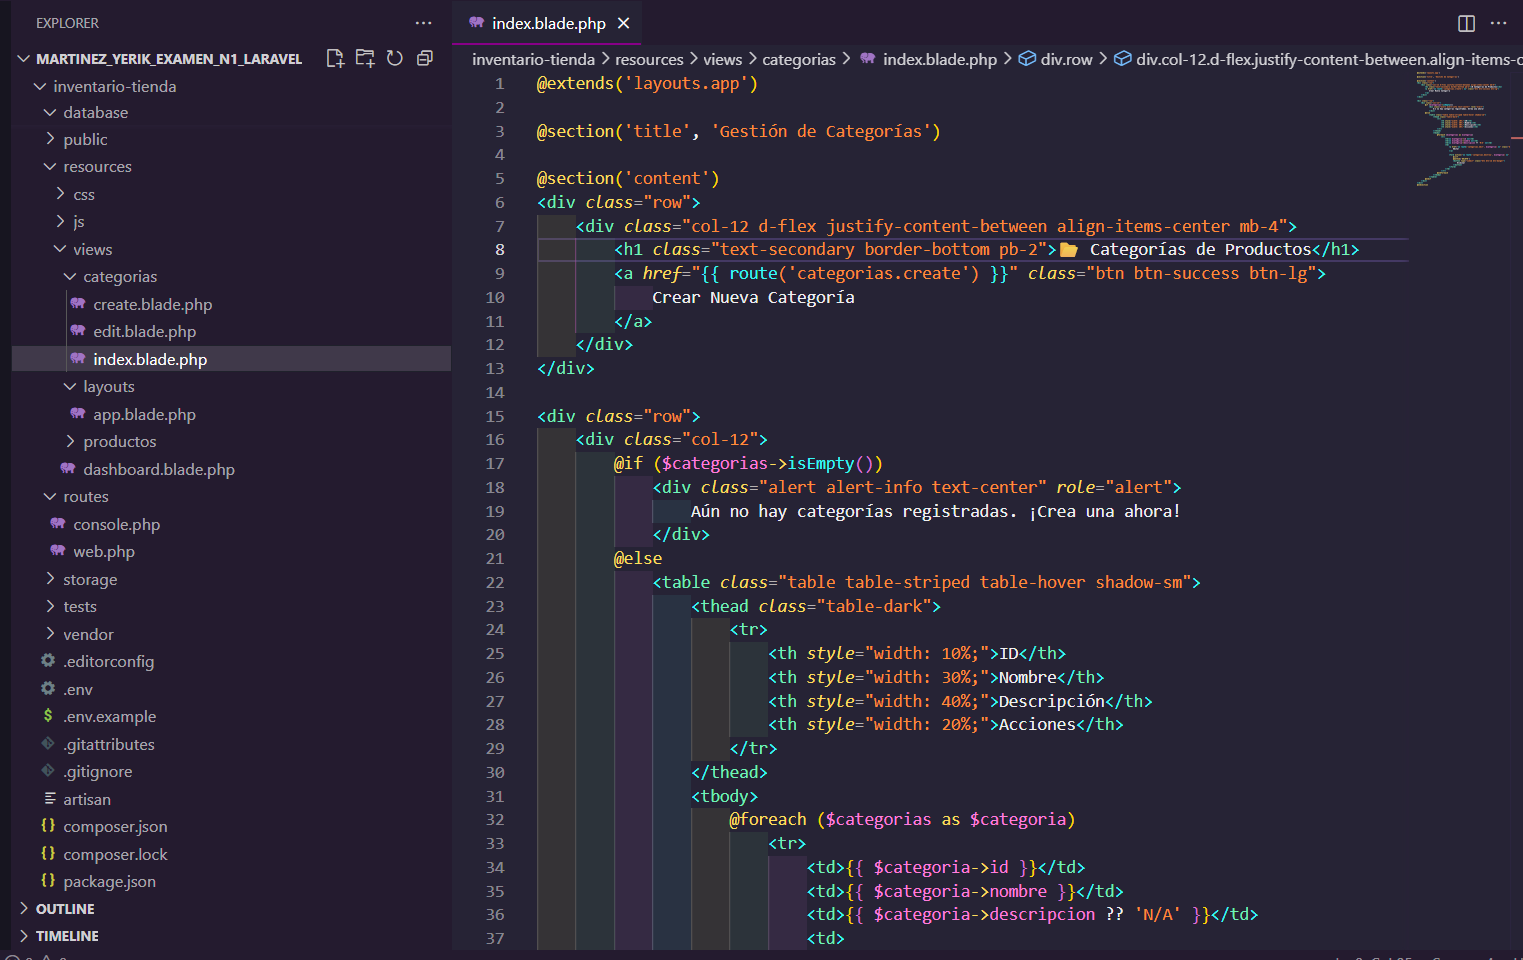 EXPLORER
MARTINEZ_YERIK_EXAMEN_N1_LARAVEL
inventario-tienda
database
public
resources
css
js
views
categorias
create.blade.php
edit.blade.php
index.blade.php
layouts
app.blade.php
productos
dashboard.blade.php
routes
console.php
web.php
storage
tests
vendor
.editorconfig
.env
.env.example
.gitattributes
.gitignore
artisan
composer.json
composer.lock
package.json
OUTLINE
TIMELINE
index.blade.php
inventario-tienda > resources > views > categorias > index.blade.php > div.row > div.col-12.d-flex.justify-content-between.align-items-c
1 @extends('layouts.app')
2
3 @section('title', 'Gestión de Categorías')
4
5 @section('content')
6 <div class="row">
7 <div class="col-12 d-flex justify-content-between align-items-center mb-4">
8 <h1 class="text-secondary border-bottom pb-2">📁 Categorías de Productos</h1>
9 <a href="{{ route('categorias.create') }}" class="btn btn-success btn-lg">
10 Crear Nueva Categoría
11 </a>
12 </div>
13 </div>
14
15 <div class="row">
16 <div class="col-12">
17 @if ($categorias->isEmpty())
18 <div class="alert alert-info text-center" role="alert">
19 Aún no hay categorías registradas. ¡Crea una ahora!
20 </div>
21 @else
22 <table class="table table-striped table-hover shadow-sm">
23 <thead class="table-dark">
24 <tr>
25 <th style="width: 10%;">ID</th>
26 <th style="width: 30%;">Nombre</th>
27 <th style="width: 40%;">Descripción</th>
28 <th style="width: 20%;">Acciones</th>
29 </tr>
30 </thead>
31 <tbody>
32 @foreach ($categorias as $categoria)
33 <tr>
34 <td>{{ $categoria->id }}</td>
35 <td>{{ $categoria->nombre }}</td>
36 <td>{{ $categoria->descripcion ?? 'N/A' }}</td>
37 <td>